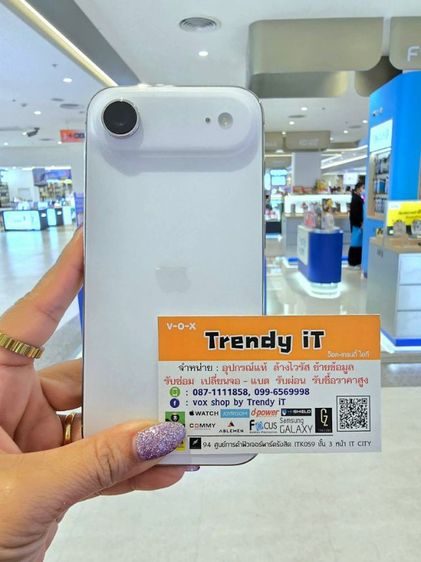 V-O-X
Trendy iT
ว็อก-เทรนดี้ ไอที
จำหน่าย : อุปกรณ์แท้ ล้างไวรัส ย้ายข้อมูล
รับซ่อม เปลี่ยนจอ - แบต รับผ่อน รับซื้อราคาสูง
: 087-1111858, 099-6569998
: vox shop by Trendy iT
WATCH JOYROOM d-power HISHIELD
COMMY ABLEMEN FOCUS Samsung GALAXY
94 ศูนย์การค้าฟิวเจอร์พาร์ครังสิต ITK059 ชั้น 3 หน้า IT CITY